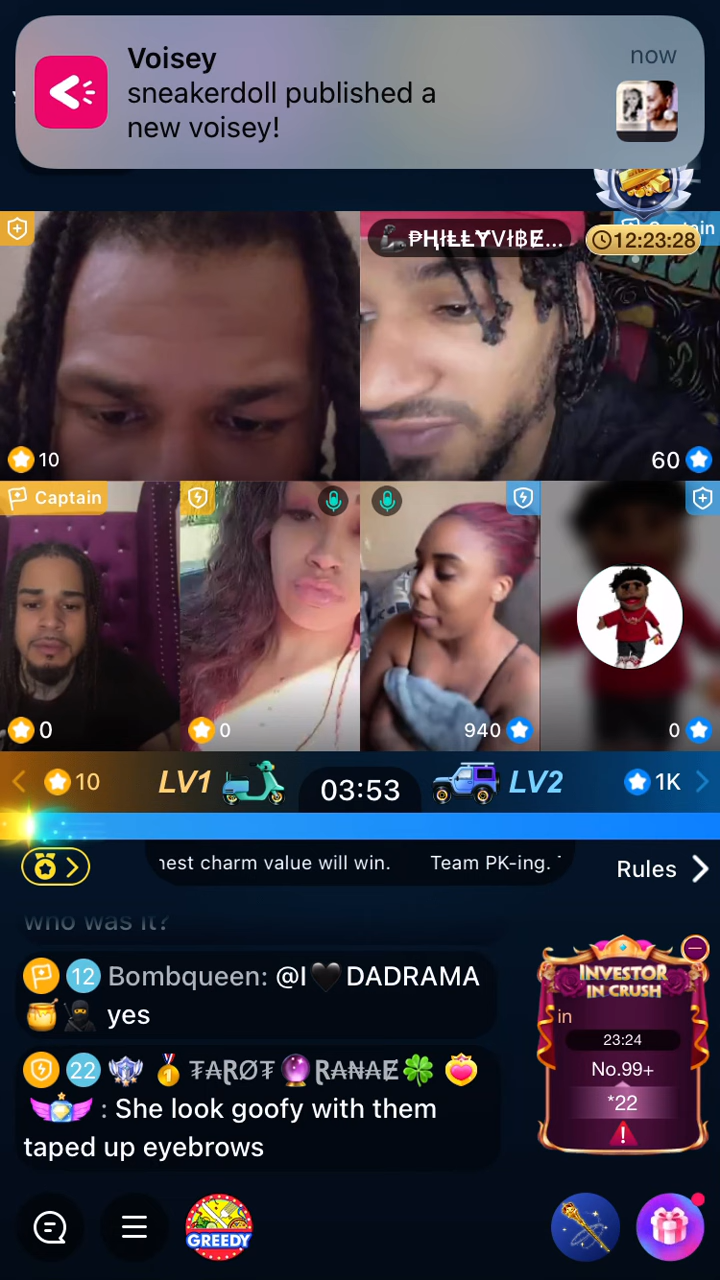 Voisey
now
sneakerdoll published a
new voisey!
12:23:28
₱ⱧłⱠⱠɎVł฿Ɇ...
10
60
Captain
0
0
940
0
10
LV1
03:53
LV2
1K
est charm value will win.
Team PK-ing.
Rules
who was it?
12 Bombqueen: @I🖤DADRAMA
🍯🥷 yes
22 🥇 ₮₳ⱤØ₮🔮Ɽ₳₦₳Ɇ🍀
: She look goofy with them
taped up eyebrows
INVESTOR
IN CRUSH
in
23:24
No.99+
*22
GREEDY